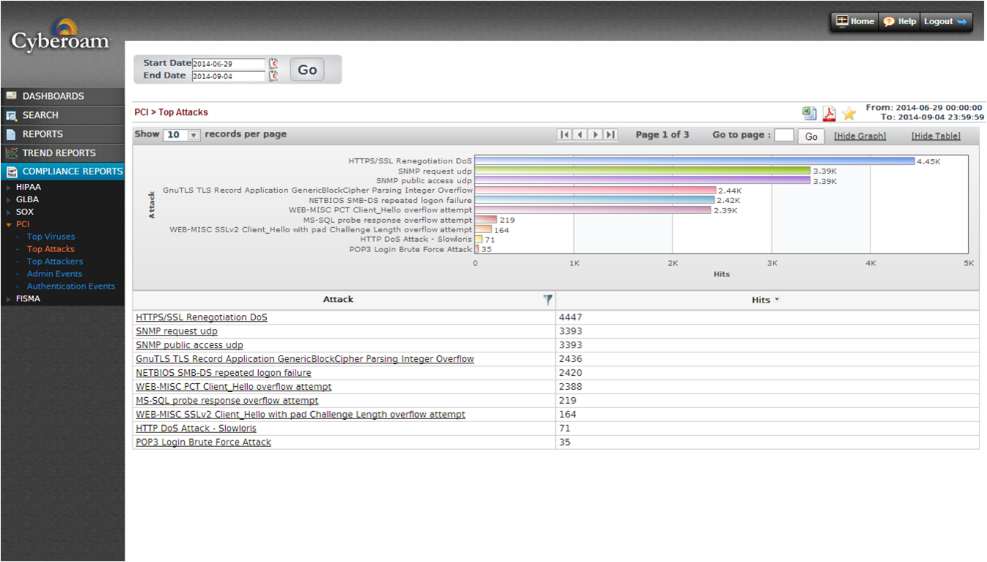 Cyberoam
Home Help Logout
Start Date 2014-06-29
End Date 2014-09-04
Go
DASHBOARDS
SEARCH
REPORTS
TREND REPORTS
COMPLIANCE REPORTS
HIPAA
GLBA
SOX
PCI
- Top Viruses
- Top Attacks
- Top Attackers
- Admin Events
- Authentication Events
FISMA
PCI > Top Attacks
From: 2014-06-29 00:00:00
To: 2014-09-04 23:59:59
Show 10 records per page
Page 1 of 3 Go to page : Go [Hide Graph] [Hide Table]
Attack
HTTPS/SSL Renegotiation DoS 4.45K
SNMP request udp 3.39K
SNMP public access udp 3.39K
GnuTLS TLS Record Application GenericBlockCipher Parsing Integer Overflow 2.44K
NETBIOS SMB-DS repeated logon failure 2.42K
WEB-MISC PCT Client_Hello overflow attempt 2.39K
MS-SQL probe response overflow attempt 219
WEB-MISC SSLv2 Client_Hello with pad Challenge Length overflow attempt 164
HTTP DoS Attack - Slowloris 71
POP3 Login Brute Force Attack 35
0 1K 2K 3K 4K 5K
Hits
Attack Hits
HTTPS/SSL Renegotiation DoS 4447
SNMP request udp 3393
SNMP public access udp 3393
GnuTLS TLS Record Application GenericBlockCipher Parsing Integer Overflow 2436
NETBIOS SMB-DS repeated logon failure 2420
WEB-MISC PCT Client_Hello overflow attempt 2388
MS-SQL probe response overflow attempt 219
WEB-MISC SSLv2 Client_Hello with pad Challenge Length overflow attempt 164
HTTP DoS Attack - Slowloris 71
POP3 Login Brute Force Attack 35